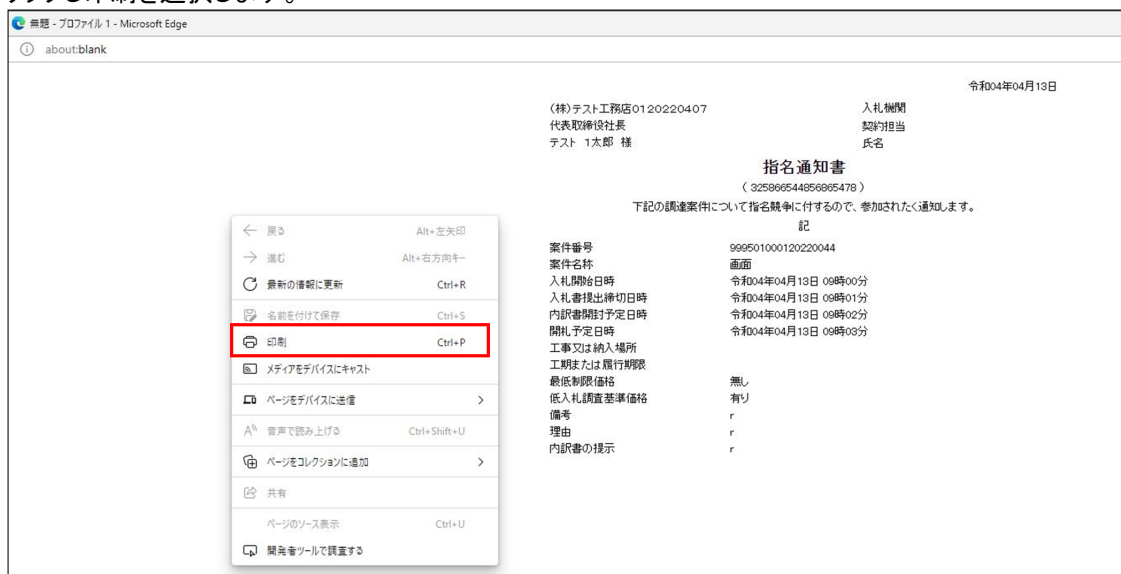 無題 - プロファイル 1 - Microsoft Edge
about:blank
令和04年04月13日
(株)テスト工務店0120220407 入札機関
代表取締役社長 契約担当
テスト 1太郎 様 氏名
指名通知書
( 325866544856865478 )
下記の調達案件について指名競争に付するので、参加されたく通知します。
記
案件番号 999501000120220044
案件名称 画面
入札開始日時 令和04年04月13日 09時00分
入札書提出締切日時 令和04年04月13日 09時01分
内訳書開封予定日時 令和04年04月13日 09時02分
開札予定日時 令和04年04月13日 09時03分
工事又は納入場所
工期または履行期限
最低制限価格 無し
低入札調査基準価格 有り
備考 r
理由 r
内訳書の提示 r
戻る Alt+左矢印
進む Alt+右方向キー
最新の情報に更新 Ctrl+R
名前を付けて保存 Ctrl+S
印刷 Ctrl+P
メディアをデバイスにキャスト
ページをデバイスに送信
音声で読み上げる Ctrl+Shift+U
ページをコレクションに追加
共有
ページのソース表示 Ctrl+U
開発者ツールで調査する